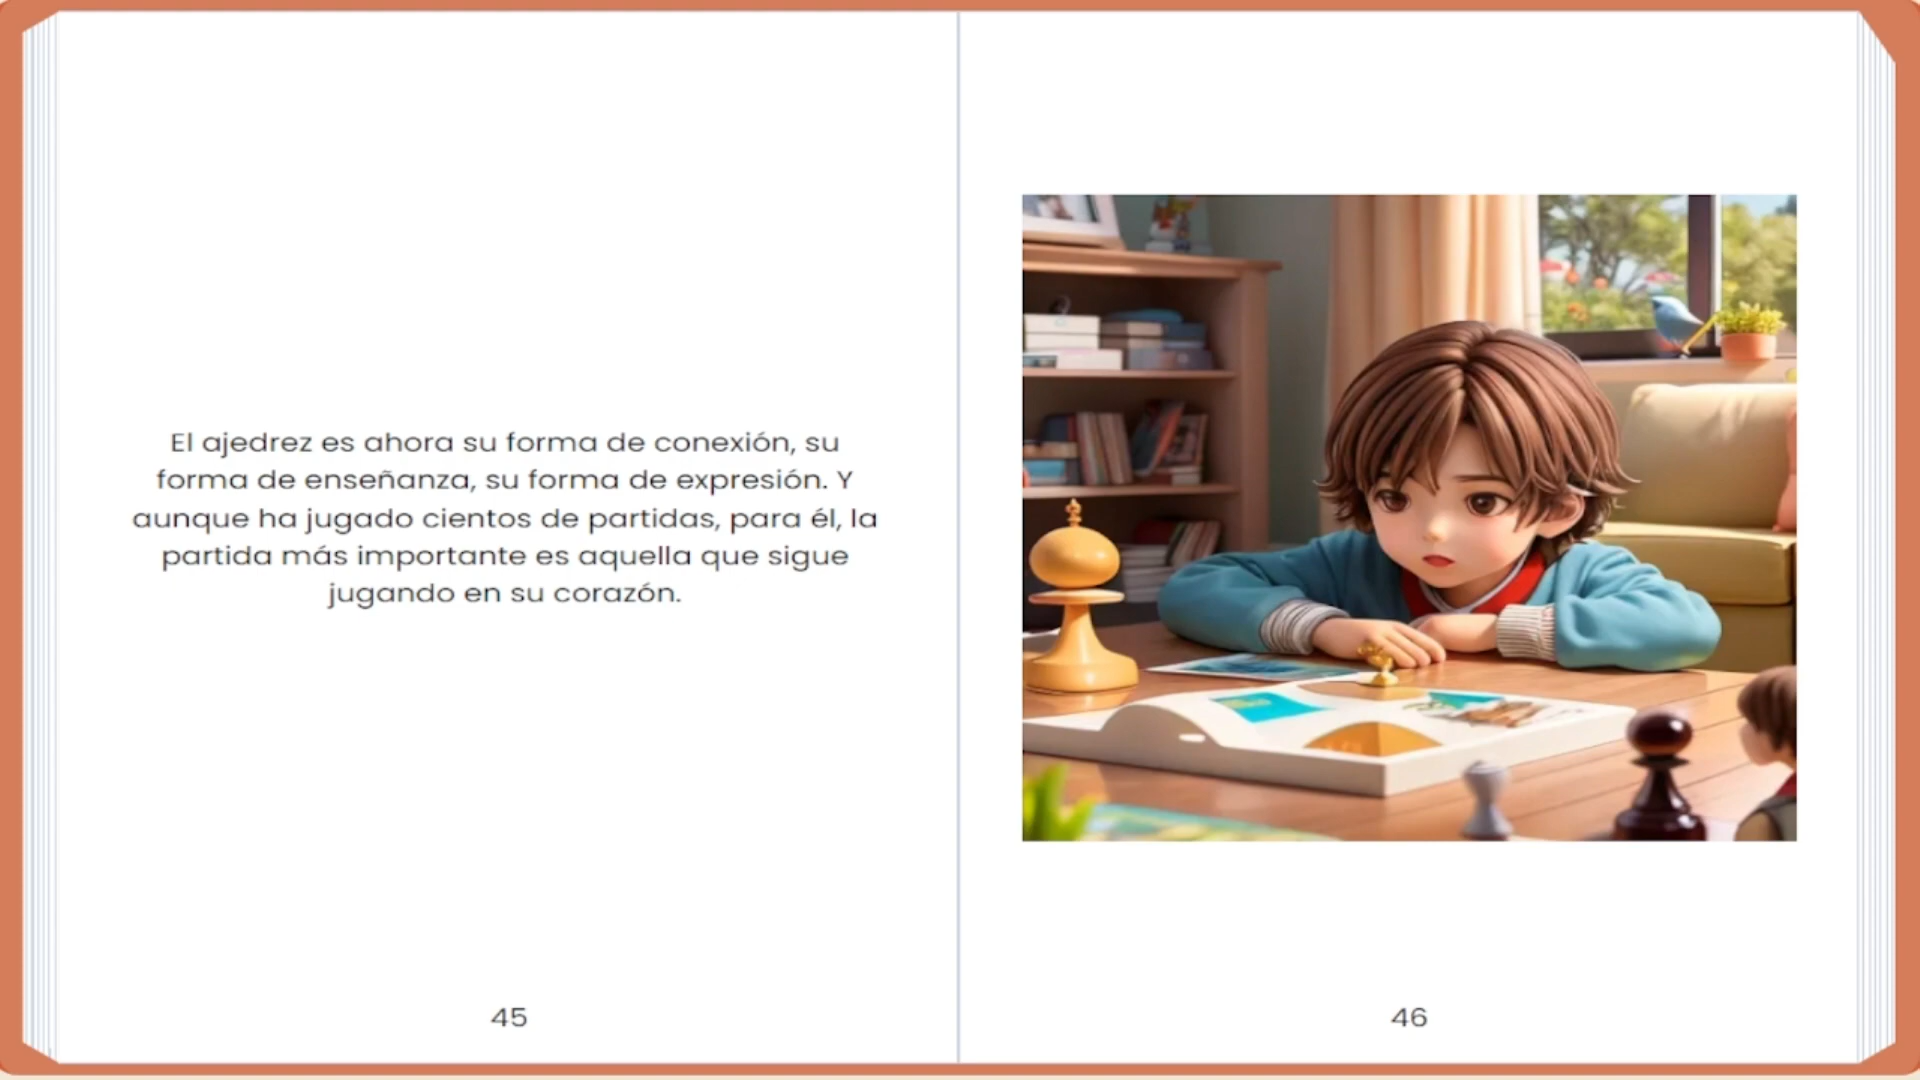 El ajedrez es ahora su forma de conexión, su
forma de enseñanza, su forma de expresión. Y
aunque ha jugado cientos de partidas, para él, la
partida más importante es aquella que sigue
jugando en su corazón.
45
46